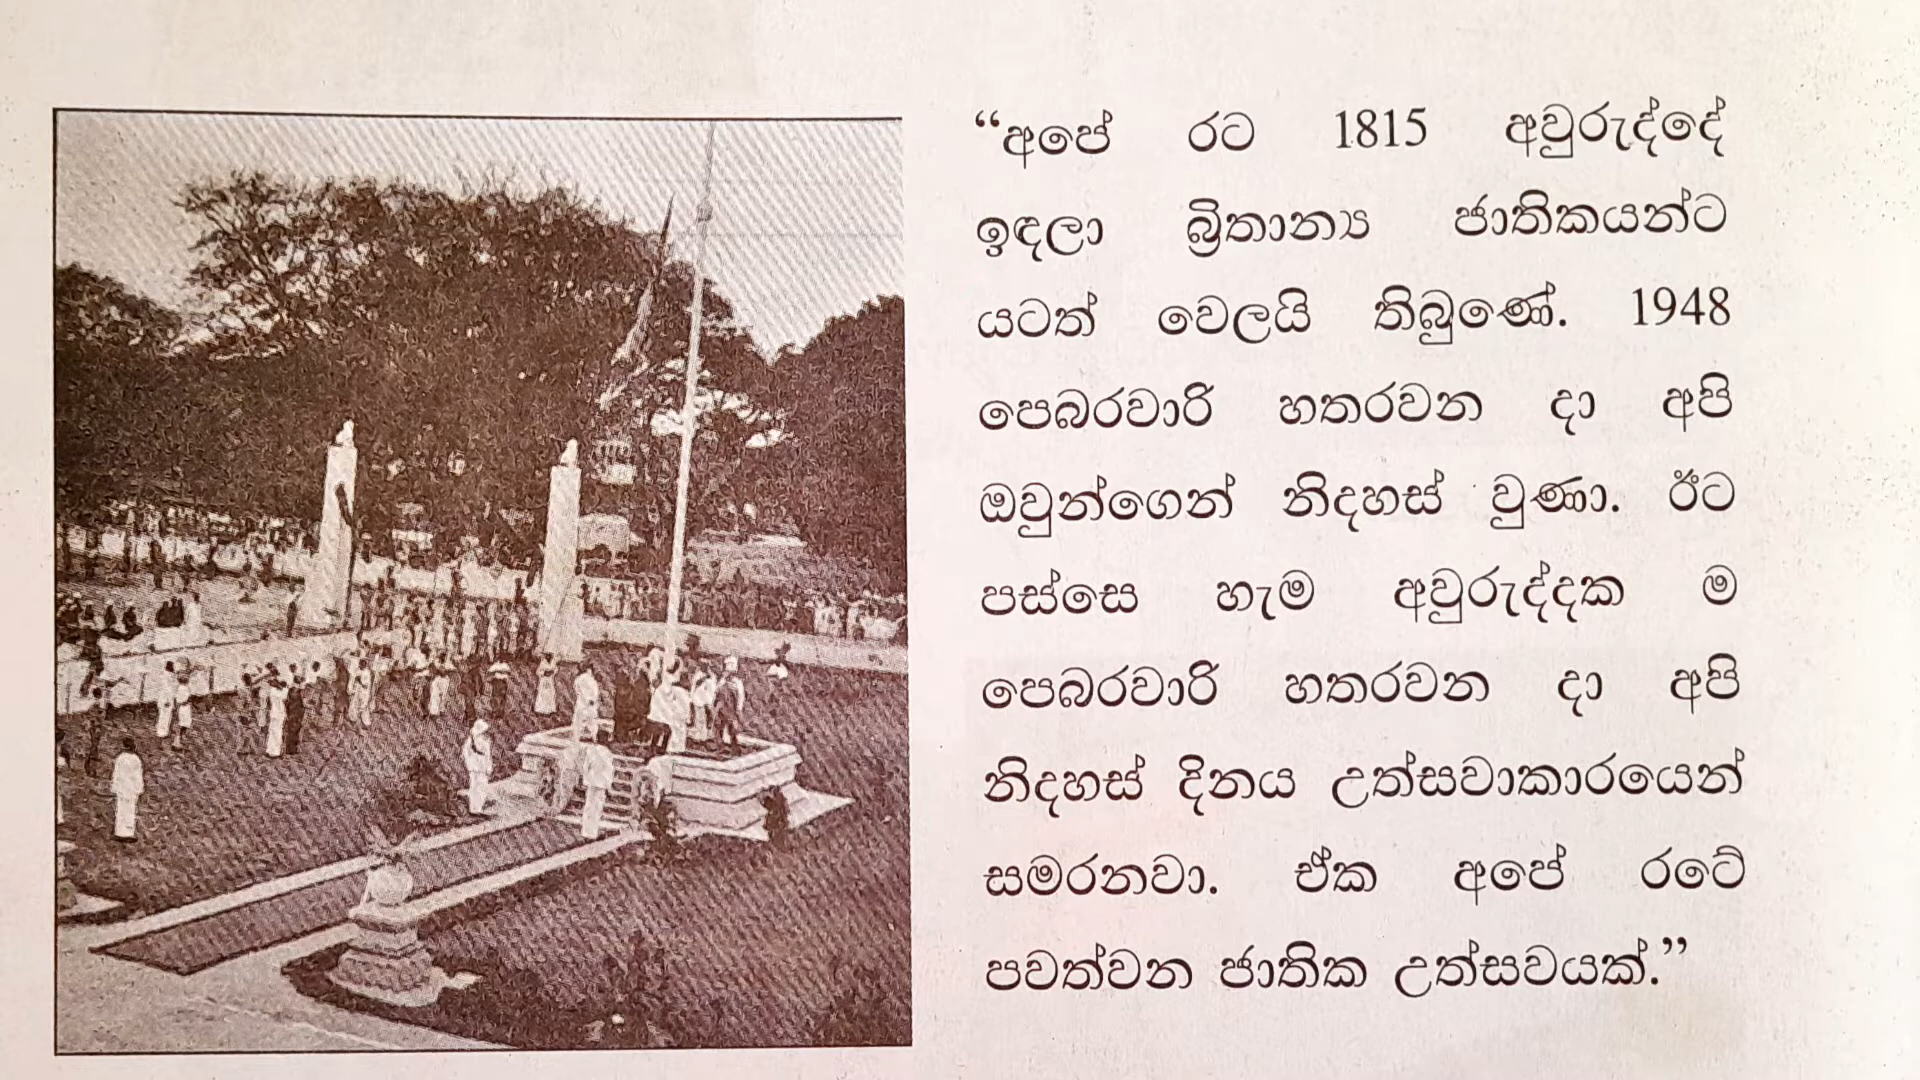 “අපේ රට 1815 අවුරුද්දේ
ඉඳලා බ්‍රිතාන්‍ය ජාතිකයන්ට
යටත් වෙලයි තිබුණේ. 1948
පෙබරවාරි හතරවන දා අපි
ඔවුන්ගෙන් නිදහස් වුණා. ඊට
පස්සෙ හැම අවුරුද්දක ම
පෙබරවාරි හතරවන දා අපි
නිදහස් දිනය උත්සවාකාරයෙන්
සමරනවා. ඒක අපේ රටේ
පවත්වන ජාතික උත්සවයක්.”